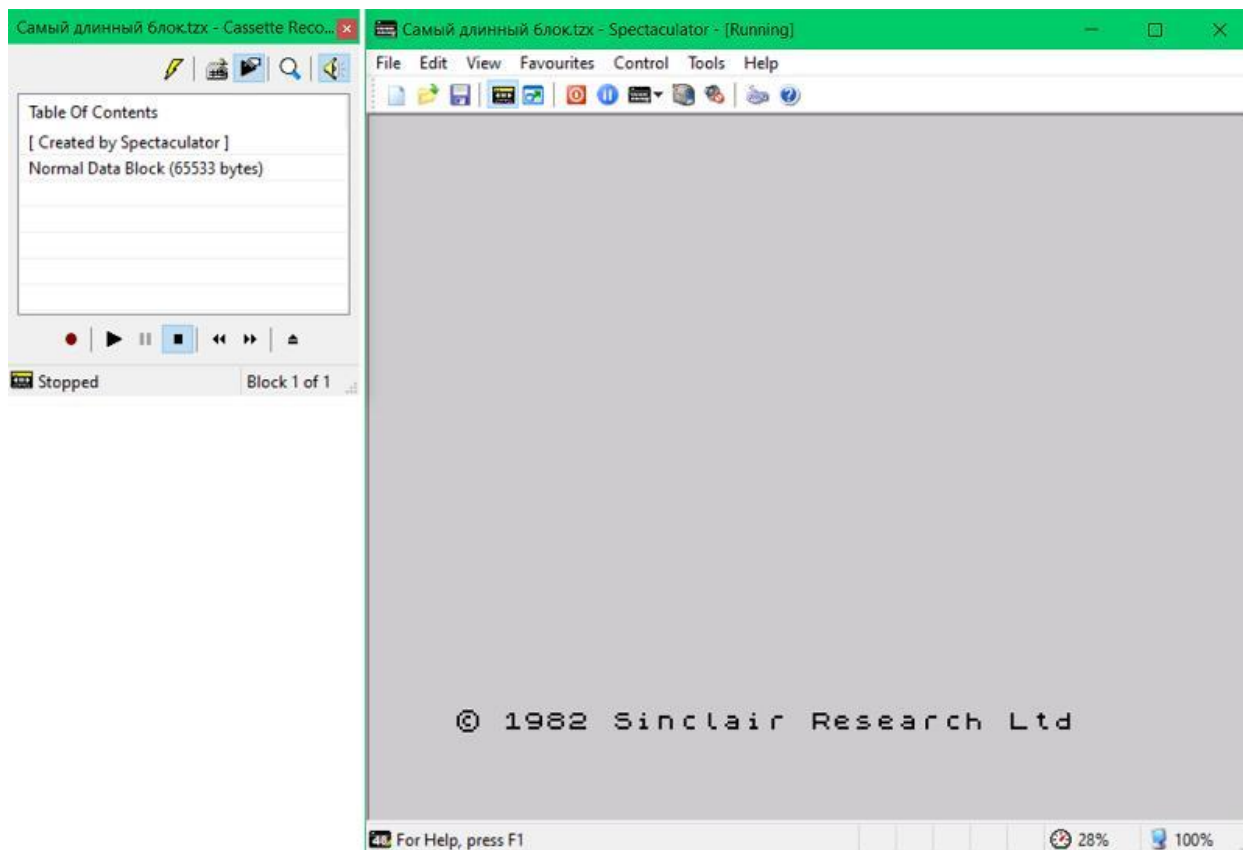 Самый длинный блок.tzx - Cassette Reco...
Table Of Contents
[ Created by Spectaculator ]
Normal Data Block (65533 bytes)
Stopped
Block 1 of 1
Самый длинный блок.tzx - Spectaculator - [Running]
File Edit View Favourites Control Tools Help
© 1982 Sinclair Research Ltd
48 For Help, press F1
28%
100%